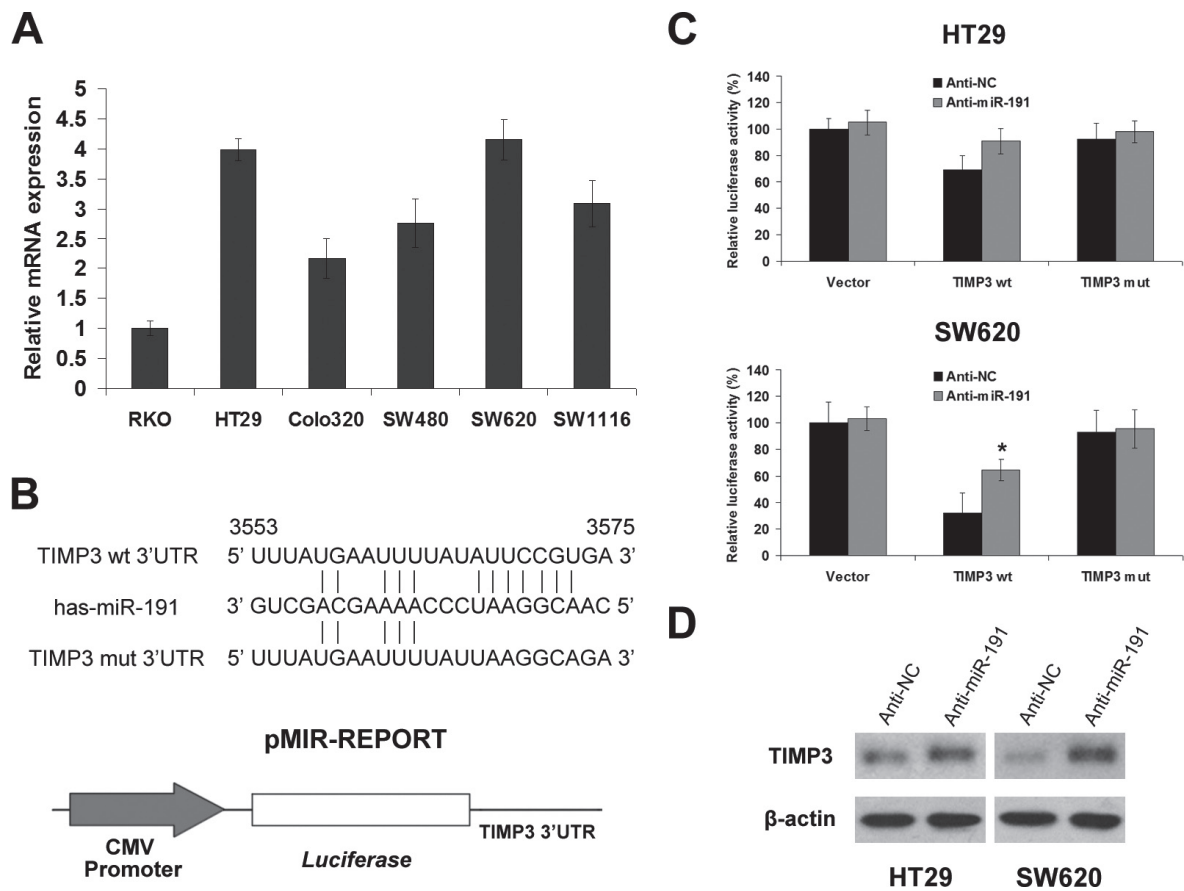 A
Relative mRNA expression
5
4.5
4
3.5
3
2.5
2
1.5
1
0.5
0
RKO HT29 Colo320 SW480 SW620 SW1116
B
3553 3575
TIMP3 wt 3’UTR 5’ UUUAUGAAUUUUAUAUUCCGUGA 3’
has-miR-191 3’ GUCGACGAAAACCCUAAGGCAAC 5’
TIMP3 mut 3’UTR 5’ UUUAUGAAUUUUAUUAAGGCAGA 3’
pMIR-REPORT
CMV
Promoter
Luciferase
TIMP3 3’UTR
C
HT29
Relative luciferase activity (%)
140
120
100
80
60
40
20
0
Anti-NC
Anti-miR-191
Vector TIMP3 wt TIMP3 mut
SW620
Relative luciferase activity (%)
140
120
100
80
60
40
20
0
Anti-NC
Anti-miR-191
*
Vector TIMP3 wt TIMP3 mut
D
Anti-NC Anti-miR-191 Anti-NC Anti-miR-191
TIMP3
β-actin
HT29 SW620